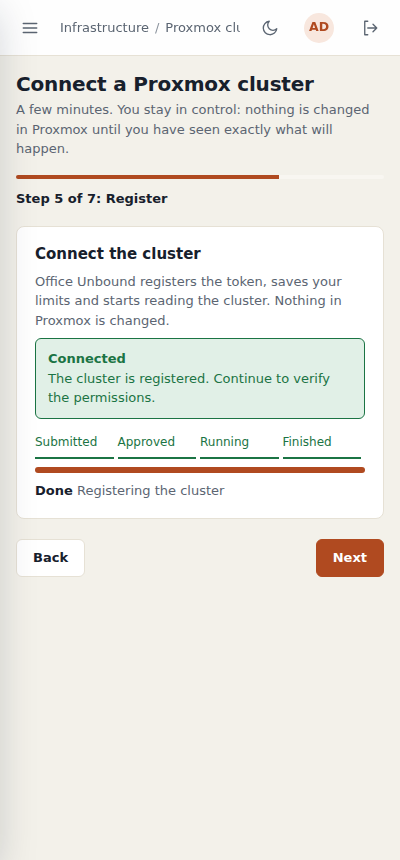 Infrastructure / Proxmox clu
AD
Connect a Proxmox cluster
A few minutes. You stay in control: nothing is changed
in Proxmox until you have seen exactly what will
happen.
Step 5 of 7: Register
Connect the cluster
Office Unbound registers the token, saves your
limits and starts reading the cluster. Nothing in
Proxmox is changed.
Connected
The cluster is registered. Continue to verify
the permissions.
Submitted Approved Running Finished
Done Registering the cluster
Back Next